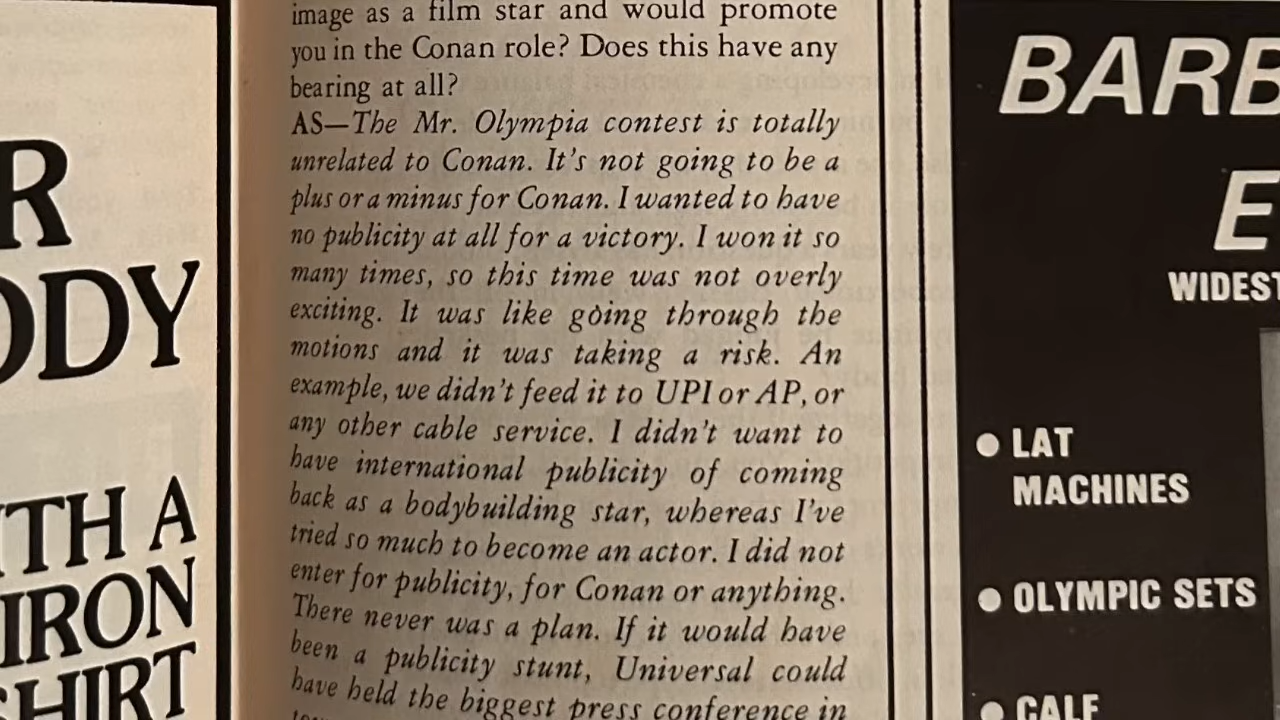 R
ODY
WITH A
IRON
SHIRT
image as a film star and would promote
you in the Conan role? Does this have any
bearing at all?
AS—The Mr. Olympia contest is totally
unrelated to Conan. It's not going to be a
plus or a minus for Conan. I wanted to have
no publicity at all for a victory. I won it so
many times, so this time was not overly
exciting. It was like going through the
motions and it was taking a risk. An
example, we didn't feed it to UPI or AP, or
any other cable service. I didn't want to
have international publicity of coming
back as a bodybuilding star, whereas I've
tried so much to become an actor. I did not
enter for publicity, for Conan or anything.
There never was a plan. If it would have
been a publicity stunt, Universal could
have held the biggest press conference in
BARB
E
WIDEST
● LAT
MACHINES
● OLYMPIC SETS
● CALF